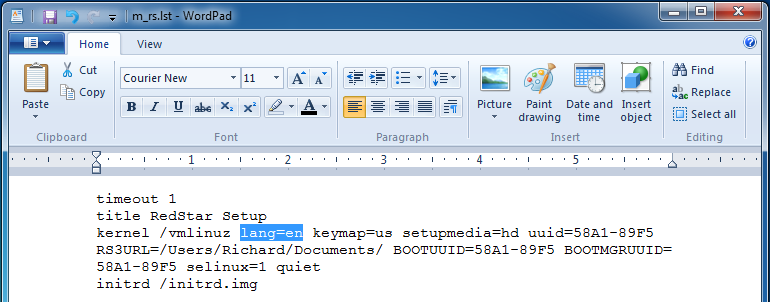 m_rs.lst - WordPad
Home View
Cut
Copy
Paste
Clipboard
Courier New 11
B I U abc X₂ X² A
Font
Paragraph
Picture
Paint drawing
Date and time
Insert object
Insert
Find
Replace
Select all
Editing
1 2 3 4 5
timeout 1
title RedStar Setup
kernel /vmlinuz lang=en keymap=us setupmedia=hd uuid=58A1-89F5
RS3URL=/Users/Richard/Documents/ BOOTUUID=58A1-89F5 BOOTMGRUUID=
58A1-89F5 selinux=1 quiet
initrd /initrd.img